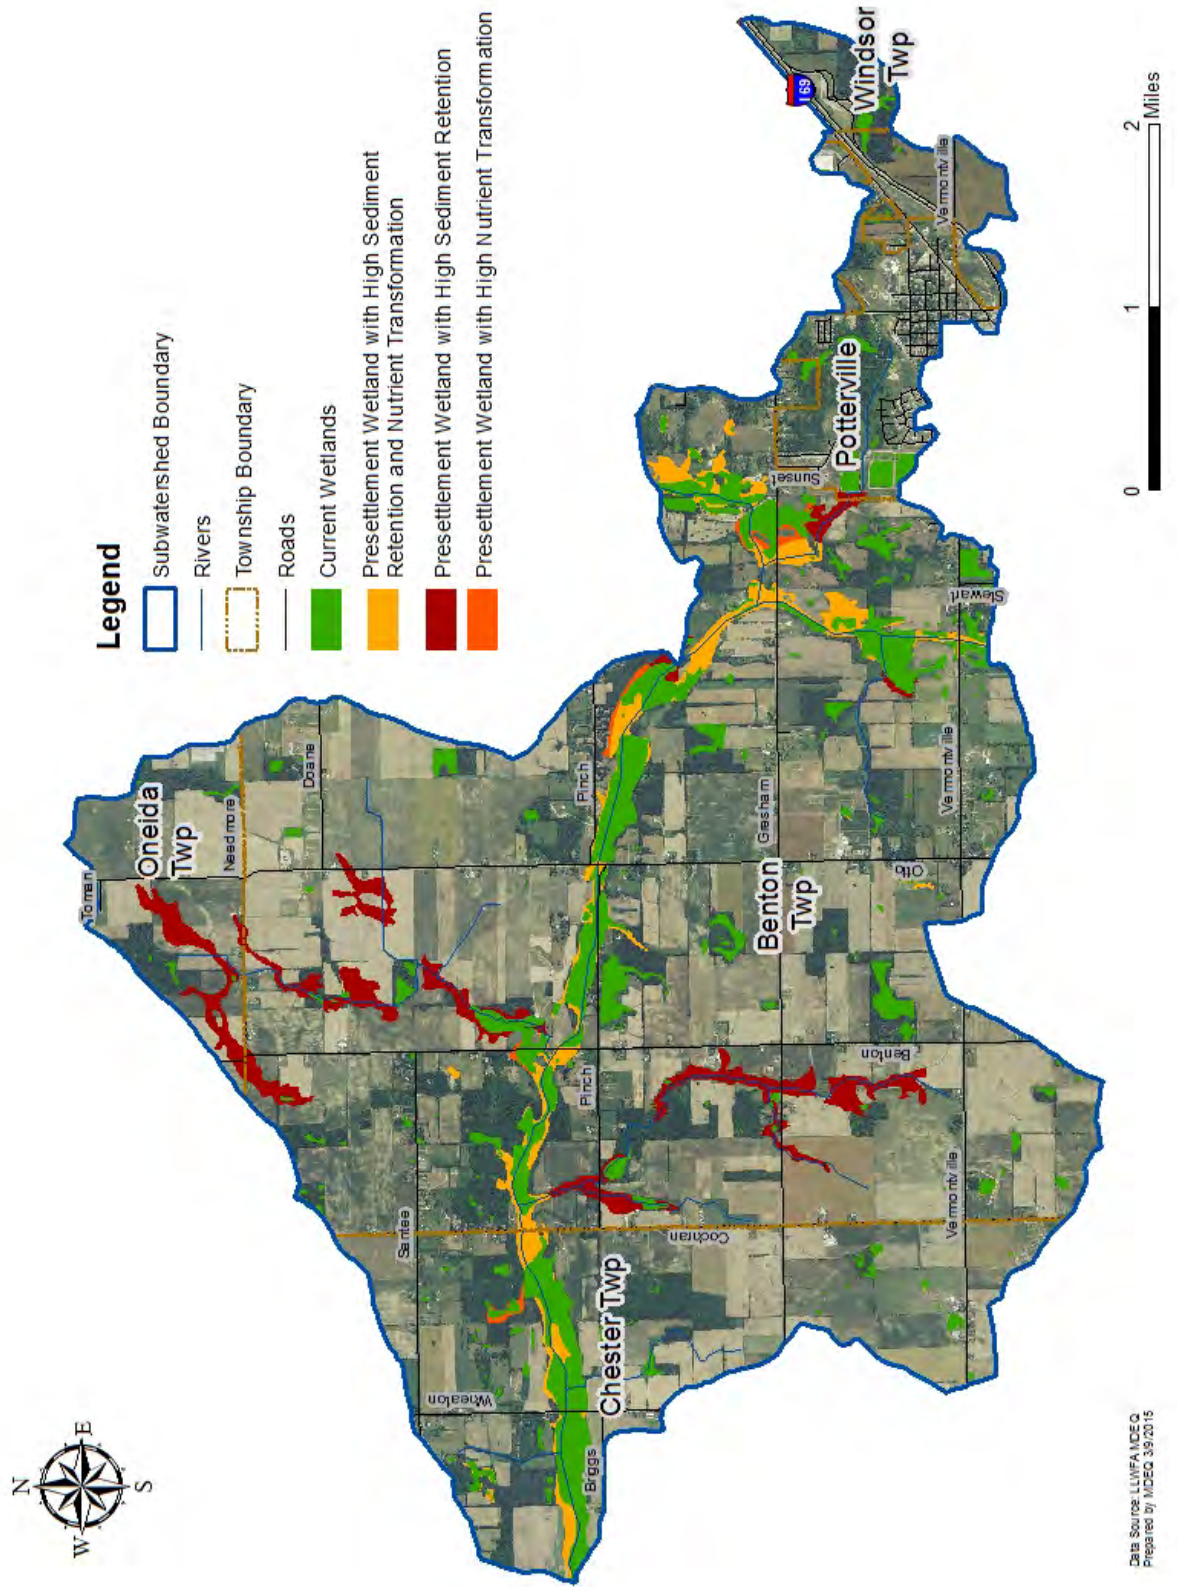 Legend
Subwatershed Boundary
Rivers
Township Boundary
Roads
Current Wetlands
Presettlement Wetland with High Sediment
Retention and Nutrient Transformation
Presettlement Wetland with High Sediment Retention
Presettlement Wetland with High Nutrient Transformation
N
W
E
S
Toman
Oneida
Twp
Needmore
Doane
Santee
Pinch
Pinch
Wheaton
Briggs
Chester Twp
Cochran
Benton
Twp
Gresham
Otto
Benton
Vermontville
Vermontville
Vermontville
Stewart
Sunset
Potterville
Windsor
Twp
169
0
1
2
Miles
Data Source: LLWFA MDEQ
Prepared by MDEQ 3/9/2015